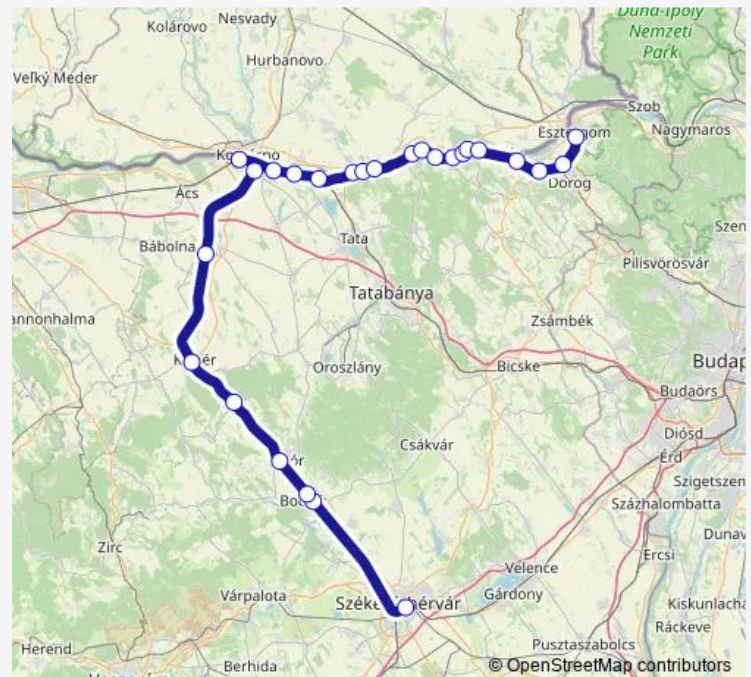 Nesvady
Kolárovo
Duna-Ipoly
Nemzeti
Park
Hurbanovo
Veľký Meder
Szob
Nagymaros
Ács
Dorog
Szen
Bábolna
Tata
Pilisvörösvár
Tatabánya
annonhalma
Zsámbék
Oroszlány
Bicske
Budap
Budaörs
Diósd
Csákvár
Érd
Szigetszen
Százhalombatta
Dunav
Zirc
Ercsi
Velence
Gárdony
Várpalota
Kiskunlacha
Ráckeve
Herend
Pusztaszabolcs
Berhida
© OpenStreetMap contributors